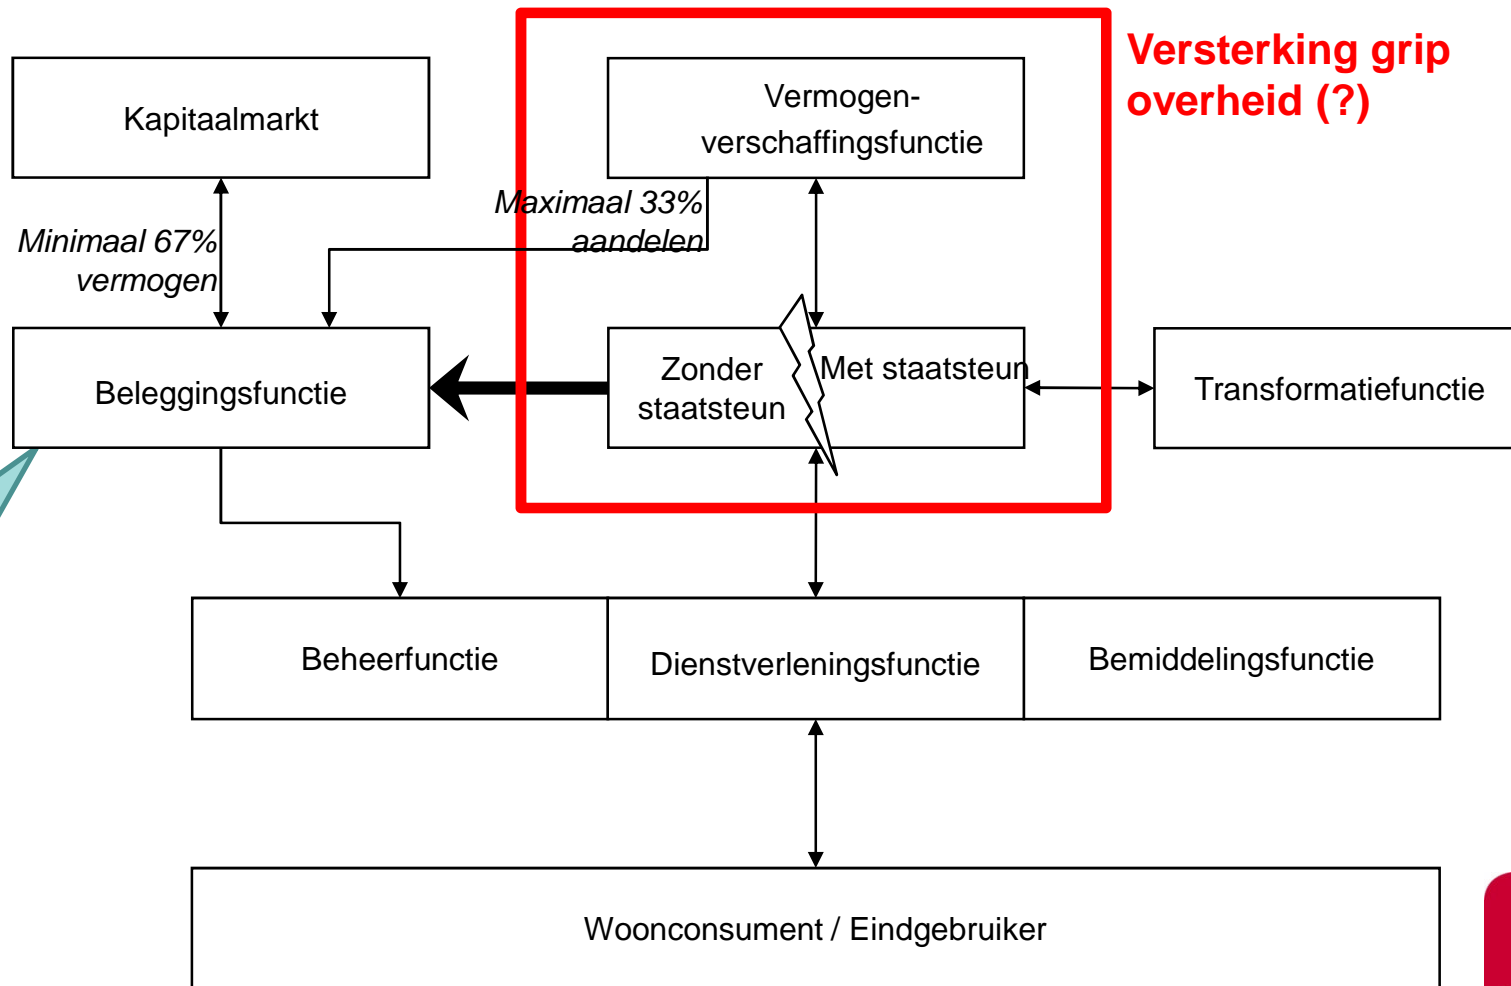 Versterking grip
overheid (?)
Kapitaalmarkt
Vermogen-
verschaffingsfunctie
Maximaal 33%
aandelen
Minimaal 67%
vermogen
Beleggingsfunctie
Zonder
staatsteun
Met staatsteun
Transformatiefunctie
Beheerfunctie
Dienstverleningsfunctie
Bemiddelingsfunctie
Woonconsument / Eindgebruiker